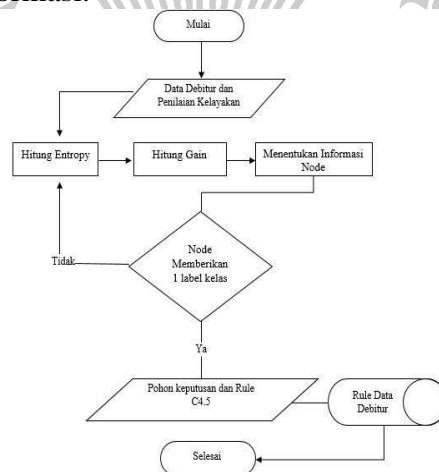 Mulai
Data Debitur dan
Penilaian Kelayakan
Hitung Entropy
Hitung Gain
Menentukan Informasi
Node
Node
Memberikan
1 label kelas
Tidak
Ya
Pohon keputusan dan Rule
C4.5
Rule Data
Debitur
Selesai